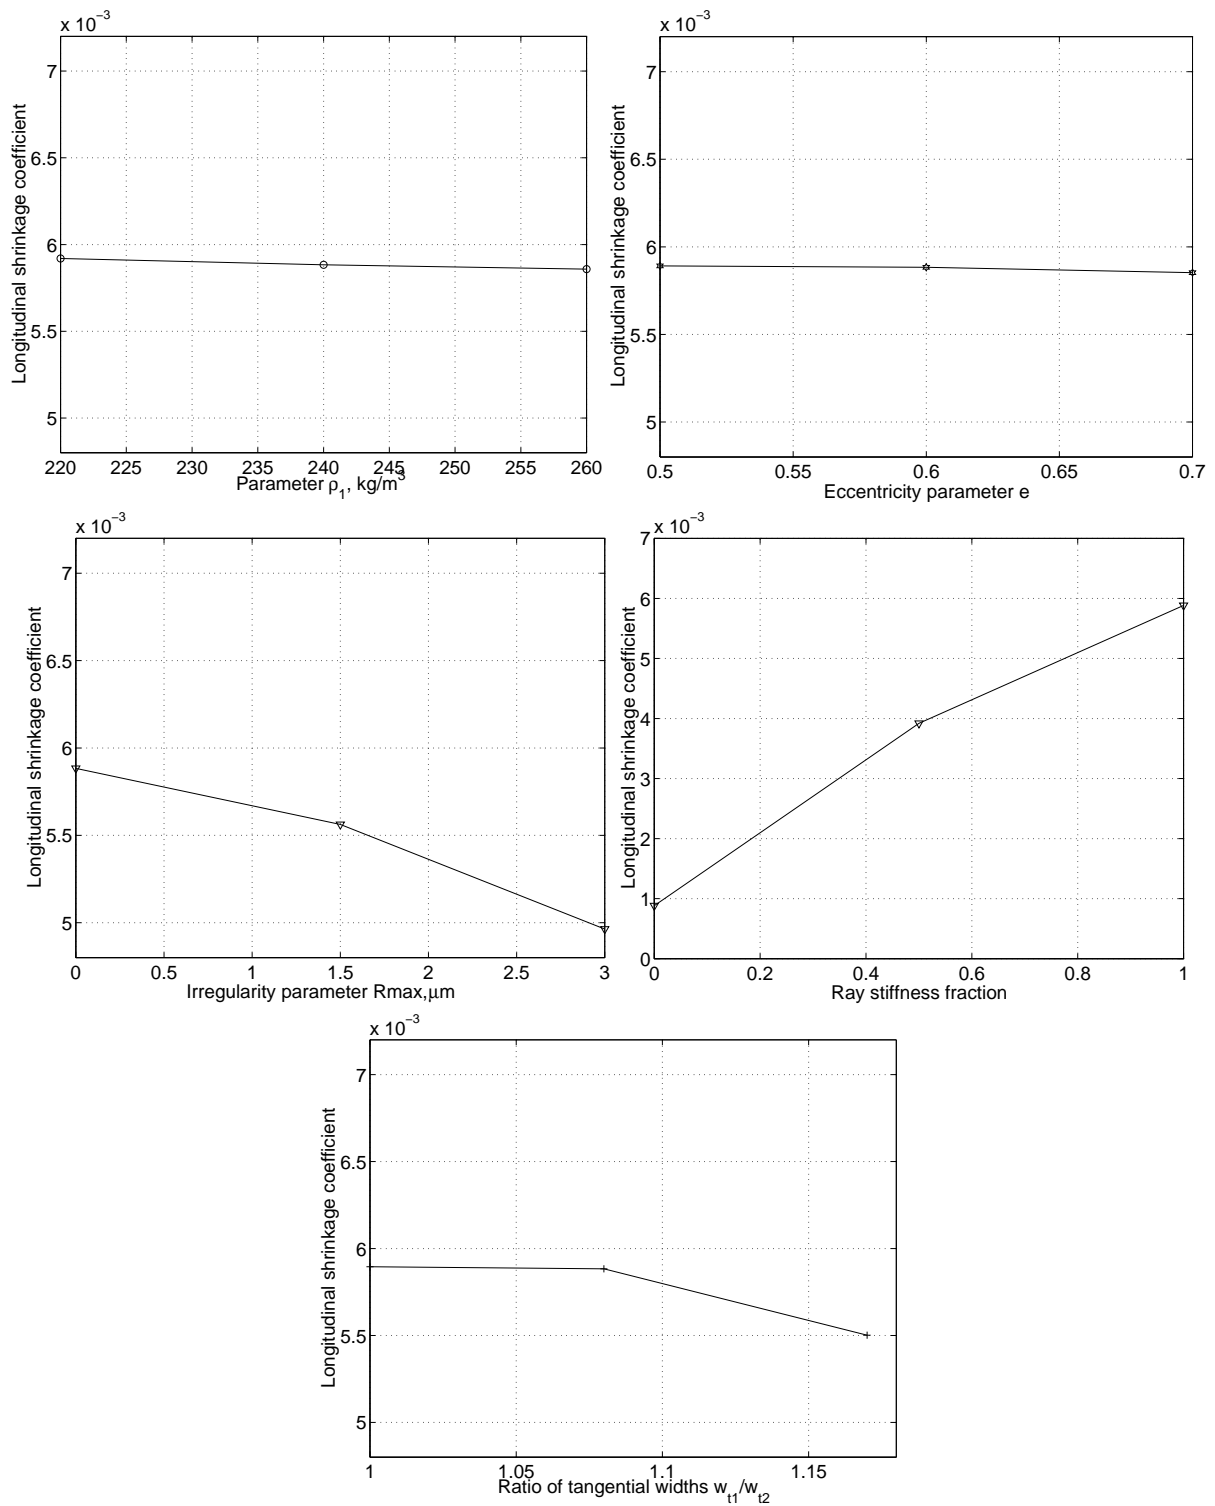 x 10⁻³
7
6.5
6
5.5
5
Longitudinal shrinkage coefficient
220 225 230 235 240 245 250 255 260
Parameter ρ₁, kg/m³
x 10⁻³
7
6.5
6
5.5
5
Longitudinal shrinkage coefficient
0.5 0.55 0.6 0.65 0.7
Eccentricity parameter e
x 10⁻³
7
6.5
6
5.5
5
Longitudinal shrinkage coefficient
0 0.5 1 1.5 2 2.5 3
Irregularity parameter Rmax,μm
x 10⁻³
7
6
5
4
3
2
1
0
Longitudinal shrinkage coefficient
0 0.2 0.4 0.6 0.8 1
Ray stiffness fraction
x 10⁻³
7
6.5
6
5.5
5
Longitudinal shrinkage coefficient
1 1.05 1.1 1.15
Ratio of tangential widths w_t1/w_t2